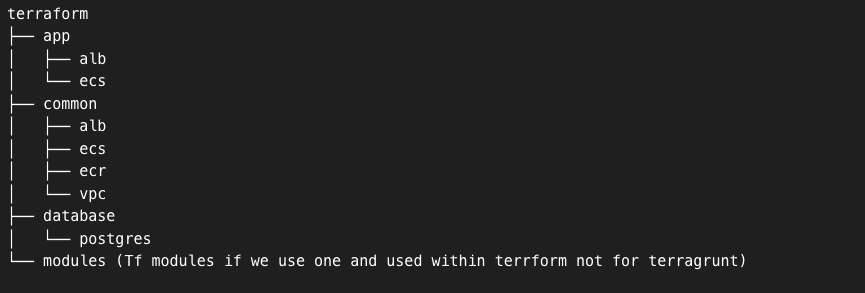 terraform
├── app
│   ├── alb
│   └── ecs
├── common
│   ├── alb
│   ├── ecs
│   ├── ecr
│   └── vpc
├── database
│   └── postgres
└── modules (Tf modules if we use one and used within terrform not for terragrunt)